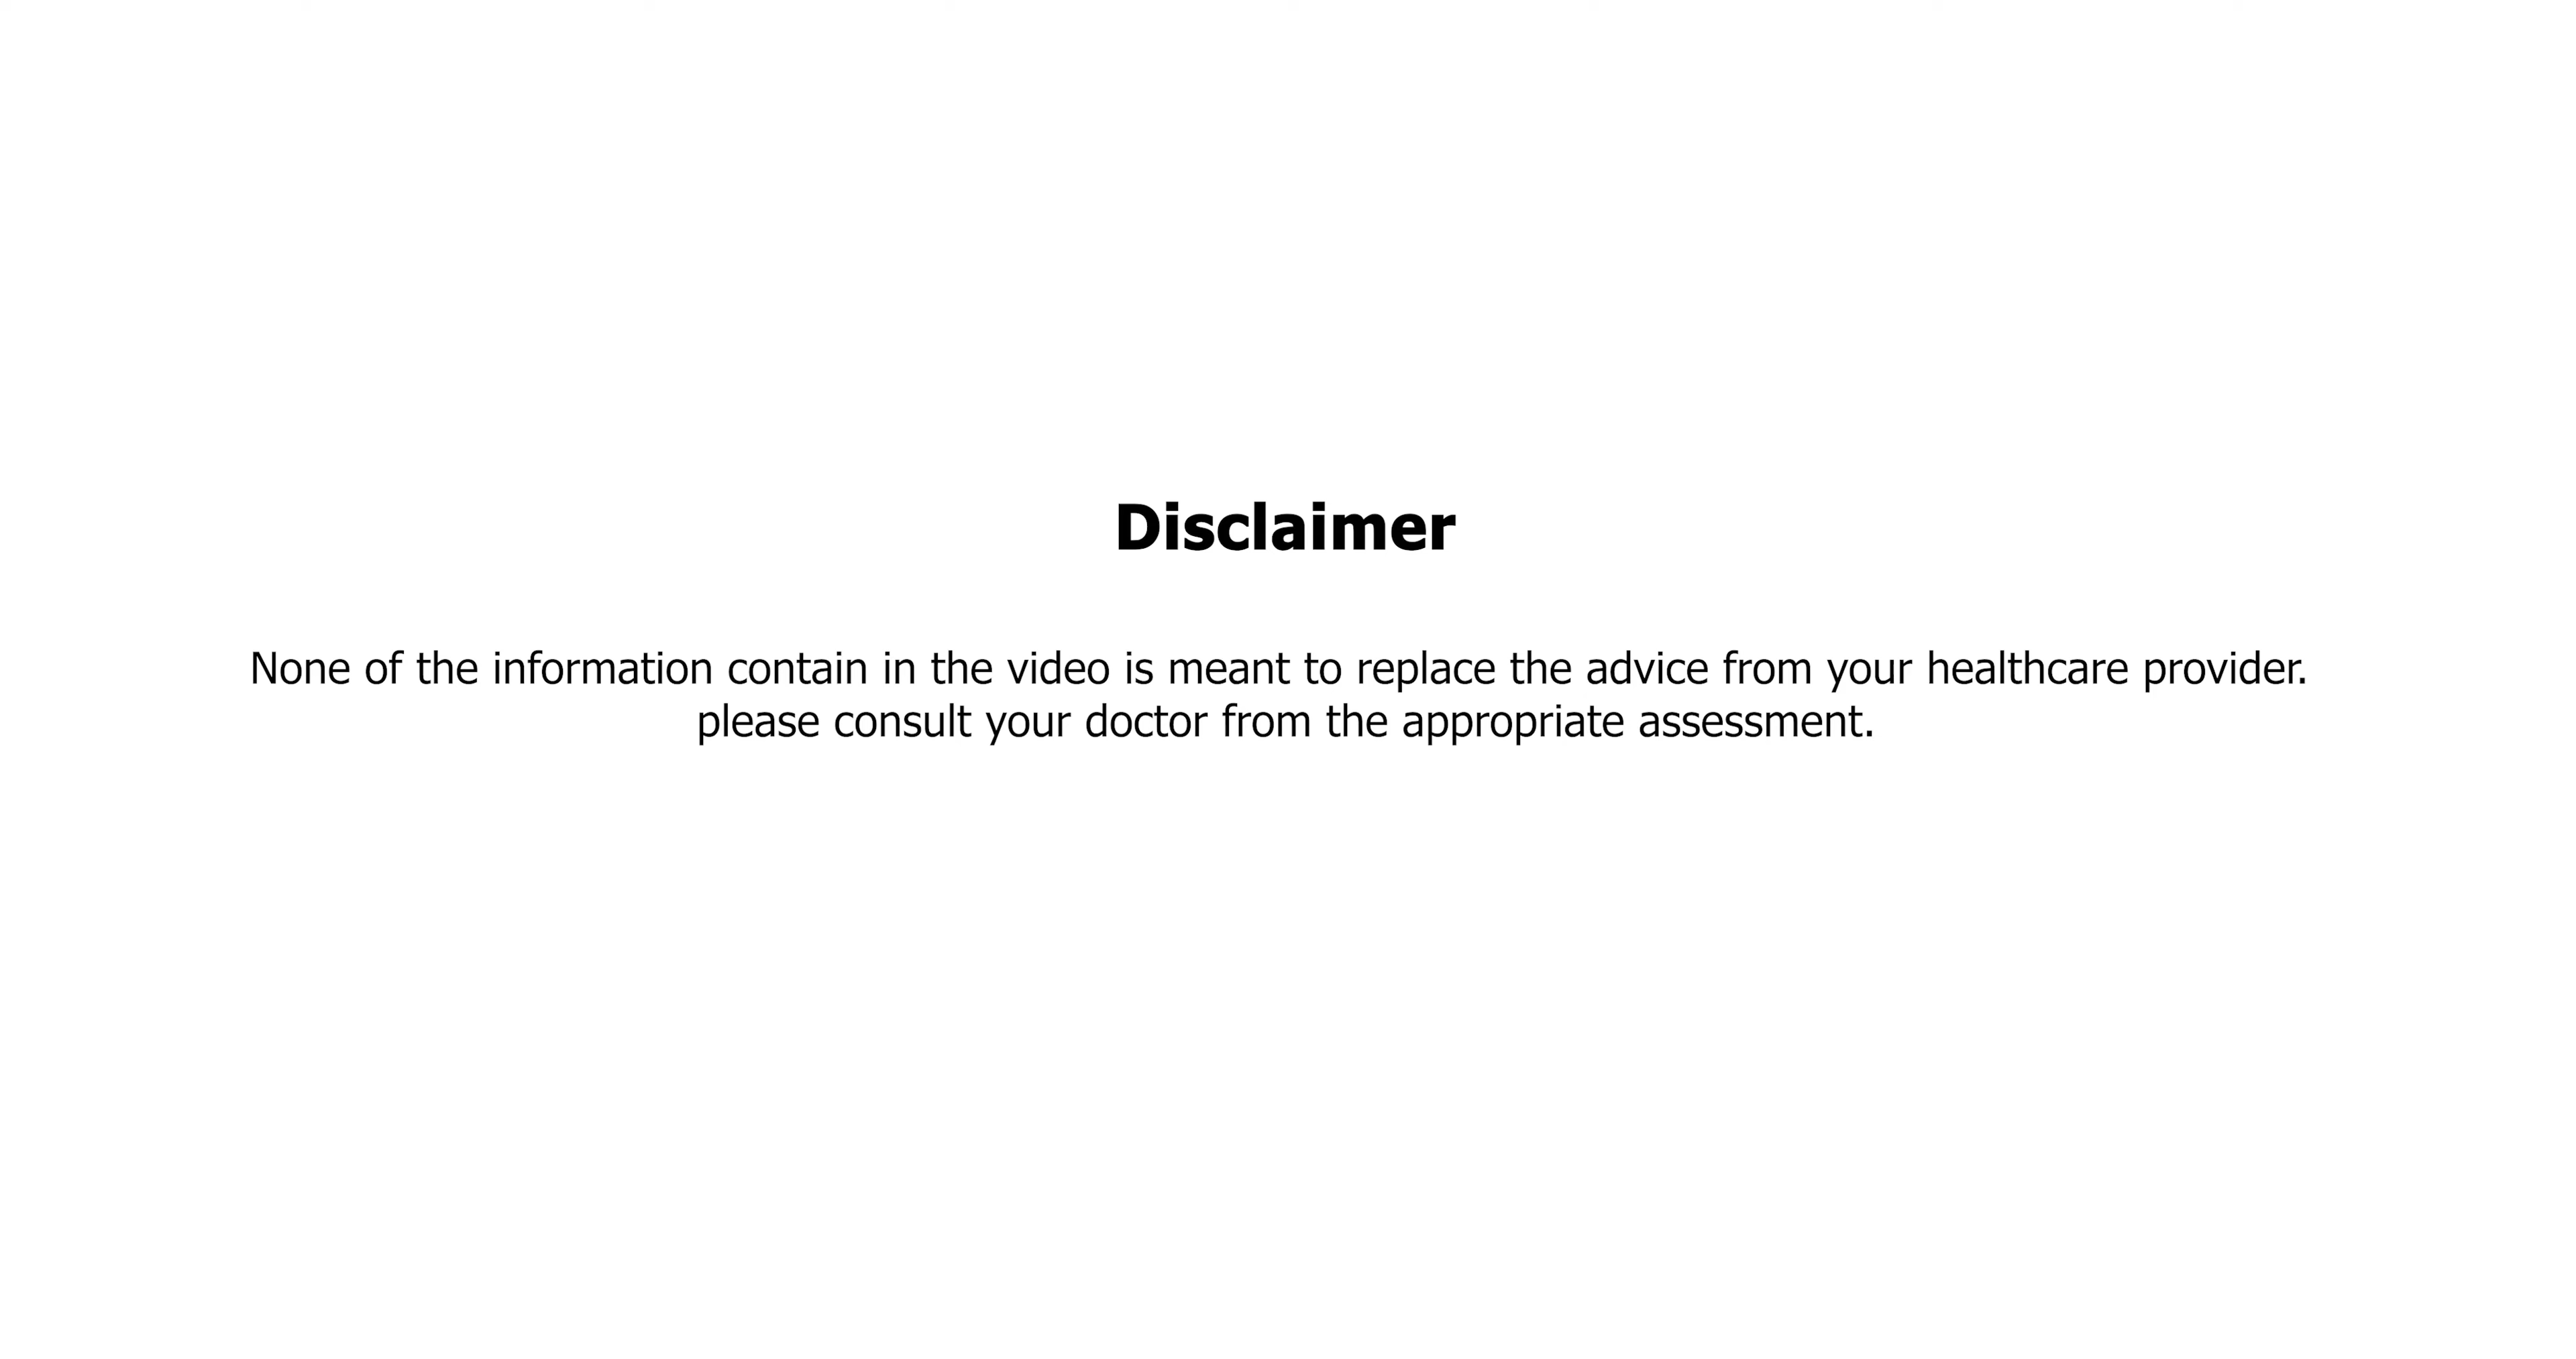 Disclaimer
None of the information contain in the video is meant to replace the advice from your healthcare provider.
please consult your doctor from the appropriate assessment.